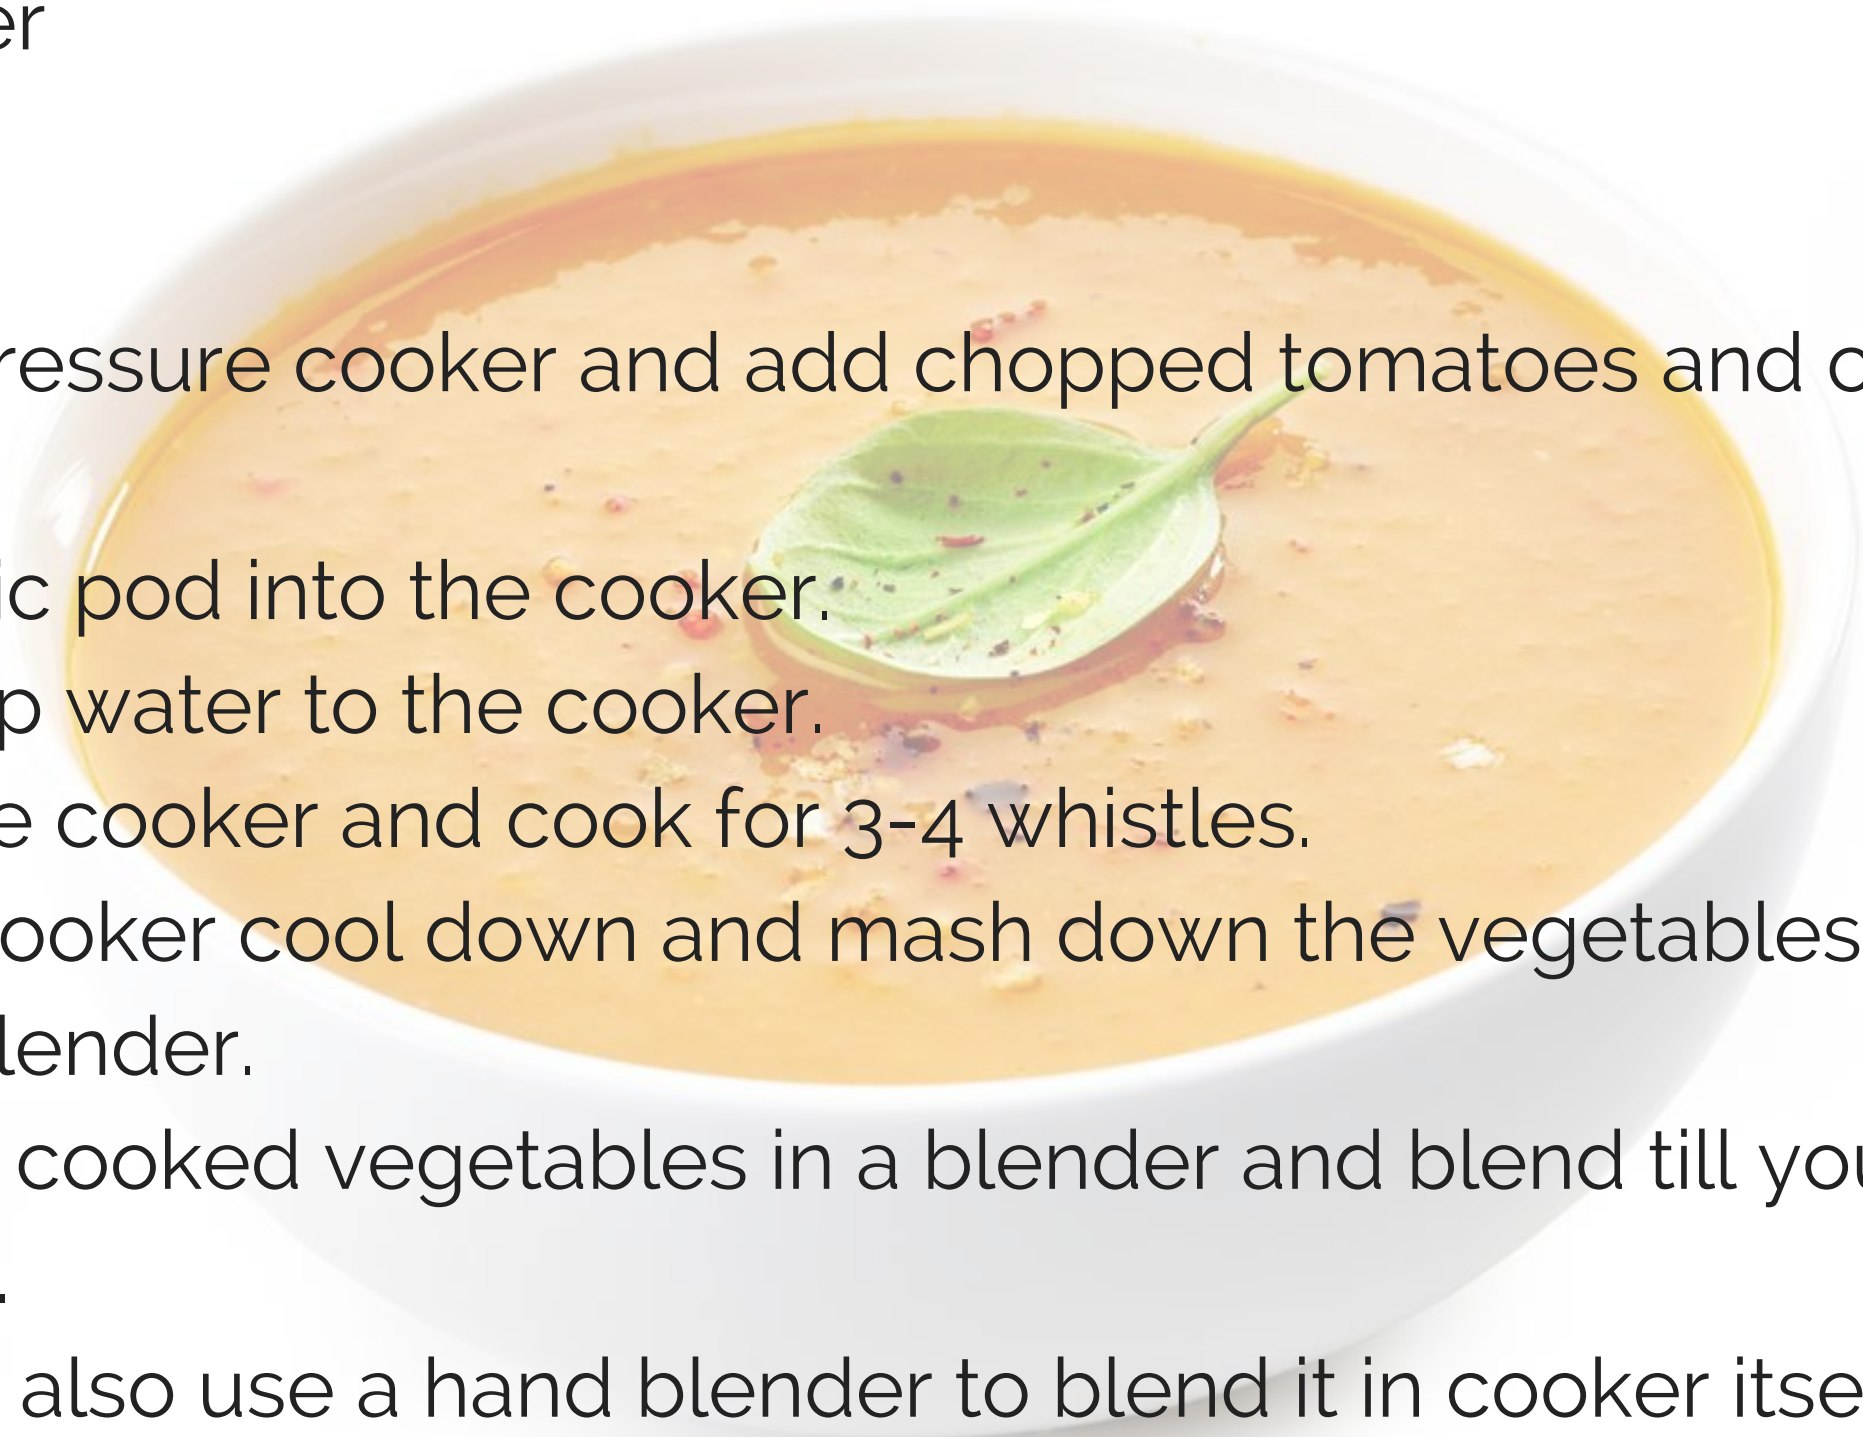 er
ressure cooker and add chopped tomatoes and c
ic pod into the cooker.
p water to the cooker.
e cooker and cook for 3-4 whistles.
ooker cool down and mash down the vegetables
lender.
cooked vegetables in a blender and blend till you
.
also use a hand blender to blend it in cooker itse